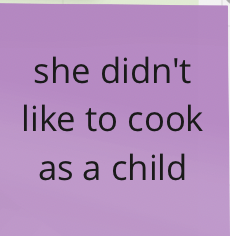 she didn't
like to cook
as a child